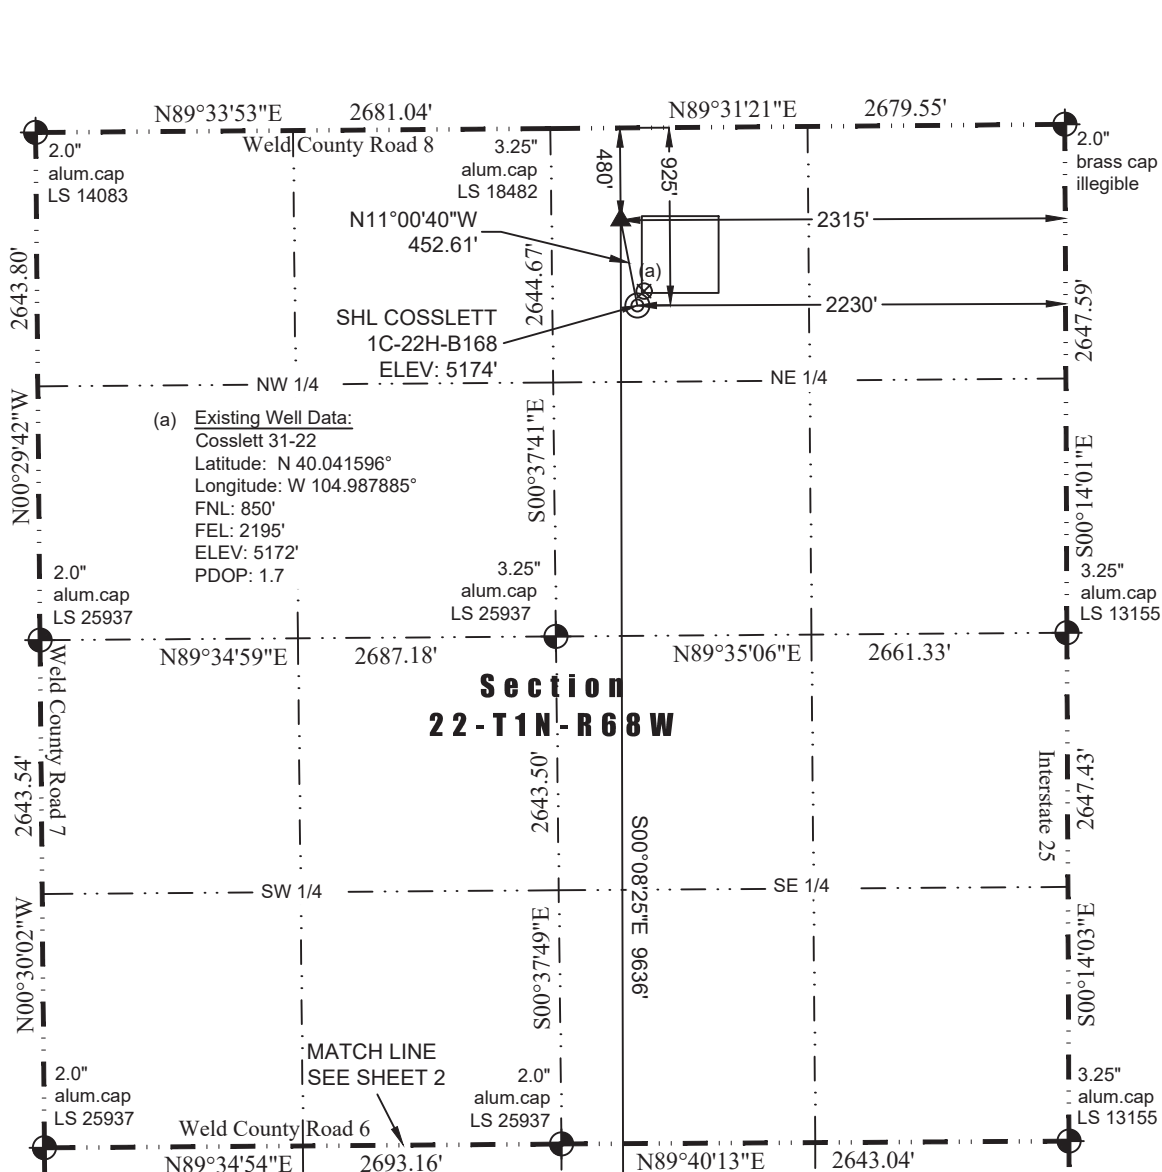 N89°33'53"E 2681.04' N89°31'21"E 2679.55'
Weld County Road 8
2.0"
alum.cap
LS 14083
3.25"
alum.cap
LS 18482
2.0"
brass cap
illegible
480'
925'
N11°00'40"W
452.61'
2315'
(a)
2230'
SHL COSSLETT
1C-22H-B168
ELEV: 5174'
2643.80'
2644.67'
2647.59'
NW 1/4
NE 1/4
(a) Existing Well Data:
Cosslett 31-22
Latitude: N 40.041596°
Longitude: W 104.987885°
FNL: 850'
FEL: 2195'
ELEV: 5172'
PDOP: 1.7
N00°29'42"W
S00°37'41"E
S00°14'01"E
2.0"
alum.cap
LS 25937
3.25"
alum.cap
LS 25937
3.25"
alum.cap
LS 13155
N89°34'59"E 2687.18' N89°35'06"E 2661.33'
Section
22-T1N-R68W
Weld County Road 7
2643.54'
2643.50'
Interstate 25
2647.43'
S00°08'25"E 9636'
SW 1/4
SE 1/4
N00°30'02"W
S00°37'49"E
S00°14'03"E
MATCH LINE
SEE SHEET 2
2.0"
alum.cap
LS 25937
2.0"
alum.cap
LS 25937
3.25"
alum.cap
LS 13155
Weld County Road 6
N89°34'54"E 2693.16' N89°40'13"E 2643.04'